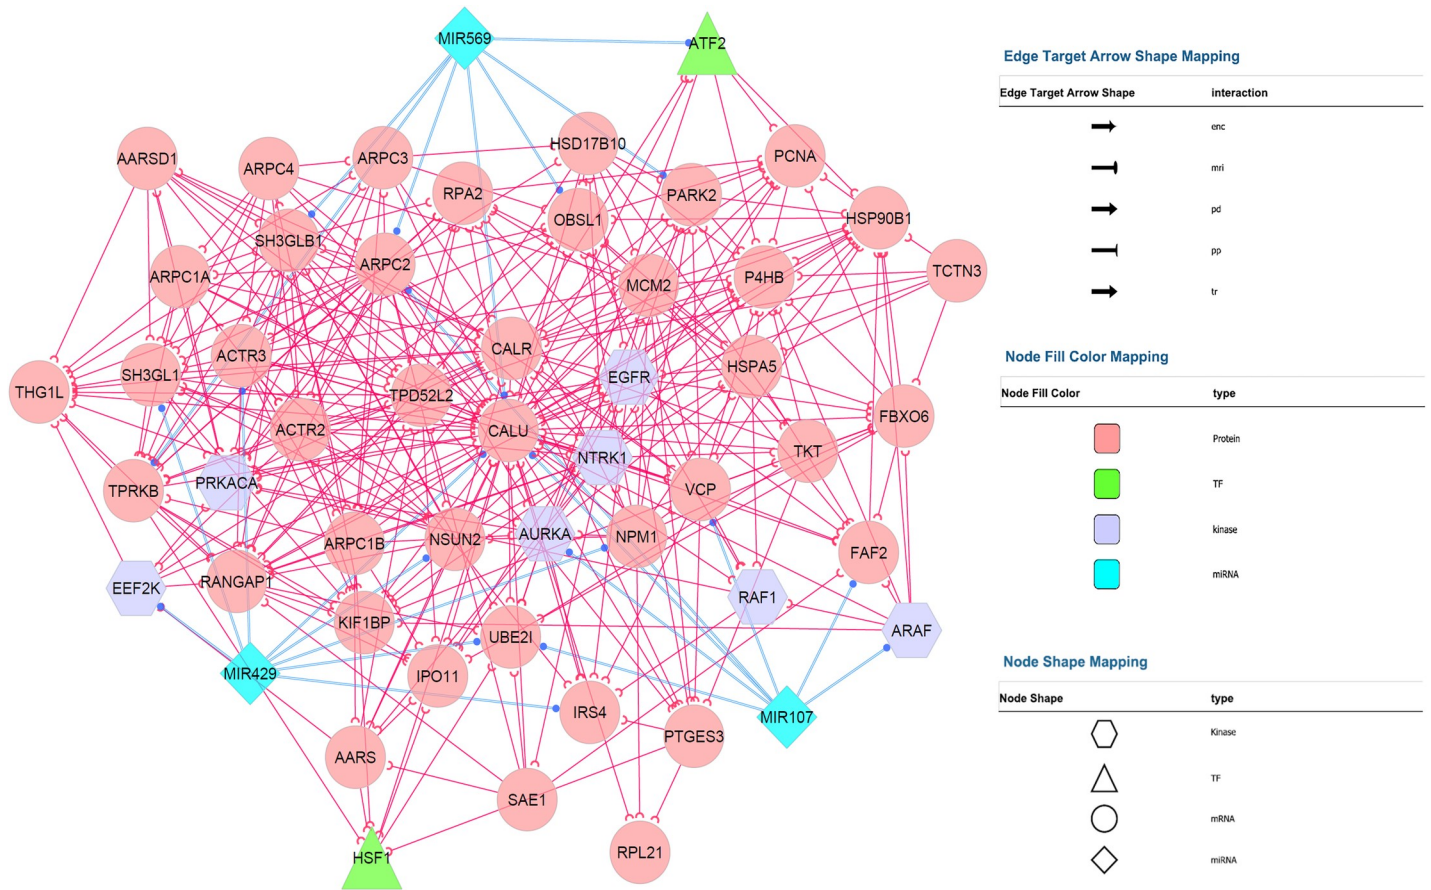 MIR569
ATF2
HSD17B10
AARSD1
ARPC4
ARPC3
PCNA
RPA2
PARK2
OBSL1
HSP90B1
SH3GLB1
ARPC2
ARPC1A
MCM2
P4HB
TCTN3
ACTR3
CALR
SH3GL1
EGFR
HSPA5
THG1L
TPD52L2
FBXO6
ACTR2
CALU
NTRK1
TKT
TPRKB
PRKACA
VCP
ARPC1B
NSUN2
AURKA
NPM1
FAF2
EEF2K
RANGAP1
RAF1
KIF1BP
UBE2I
ARAF
MIR429
IPO11
IRS4
MIR107
PTGES3
AARS
SAE1
HSF1
RPL21
Edge Target Arrow Shape Mapping
Edge Target Arrow Shape interaction
enc
mri
pd
pp
tr
Node Fill Color Mapping
Node Fill Color type
Protein
TF
kinase
miRNA
Node Shape Mapping
Node Shape type
Kinase
TF
mRNA
miRNA